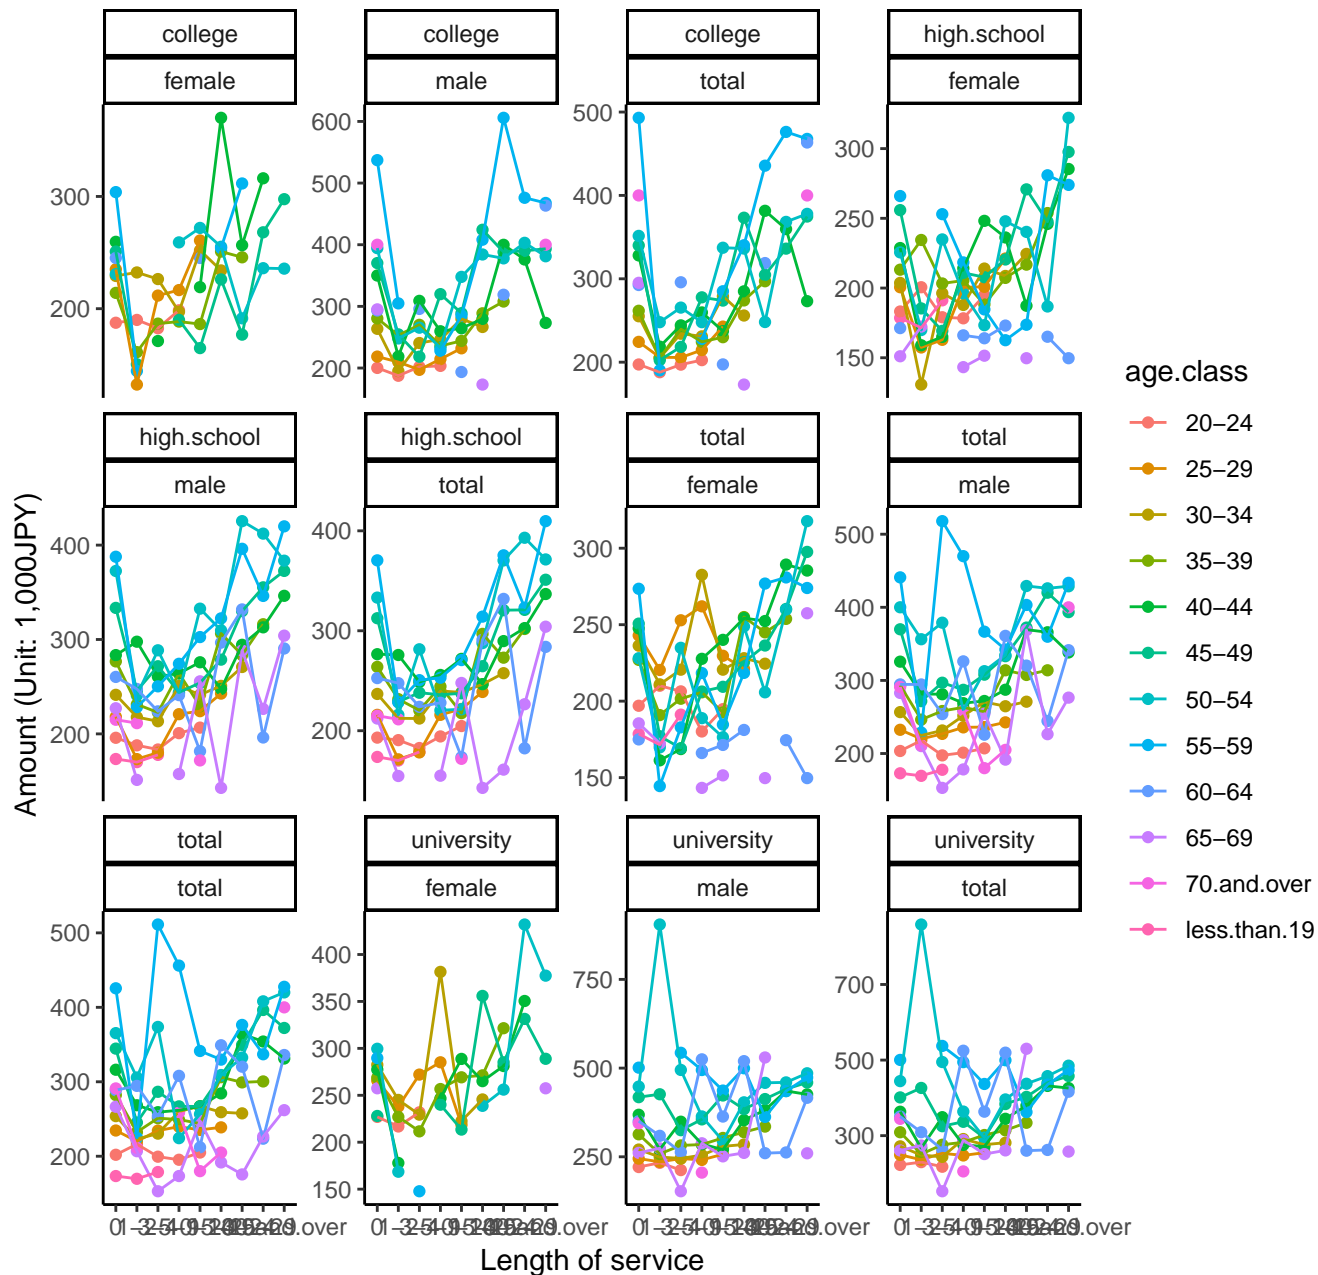 college
college
college
high.school
female
male
total
female
300
200
600
500
400
300
200
500
400
300
200
300
250
200
150
high.school
high.school
total
total
male
total
female
male
400
300
200
400
300
200
300
250
200
150
500
400
300
200
total
university
university
university
total
female
male
total
500
400
300
200
400
350
300
250
200
150
750
500
250
700
500
300
Amount (Unit: 1,000JPY)
Length of service
age.class
20−24
25−29
30−34
35−39
40−44
45−49
50−54
55−59
60−64
65−69
70.and.over
less.than.19